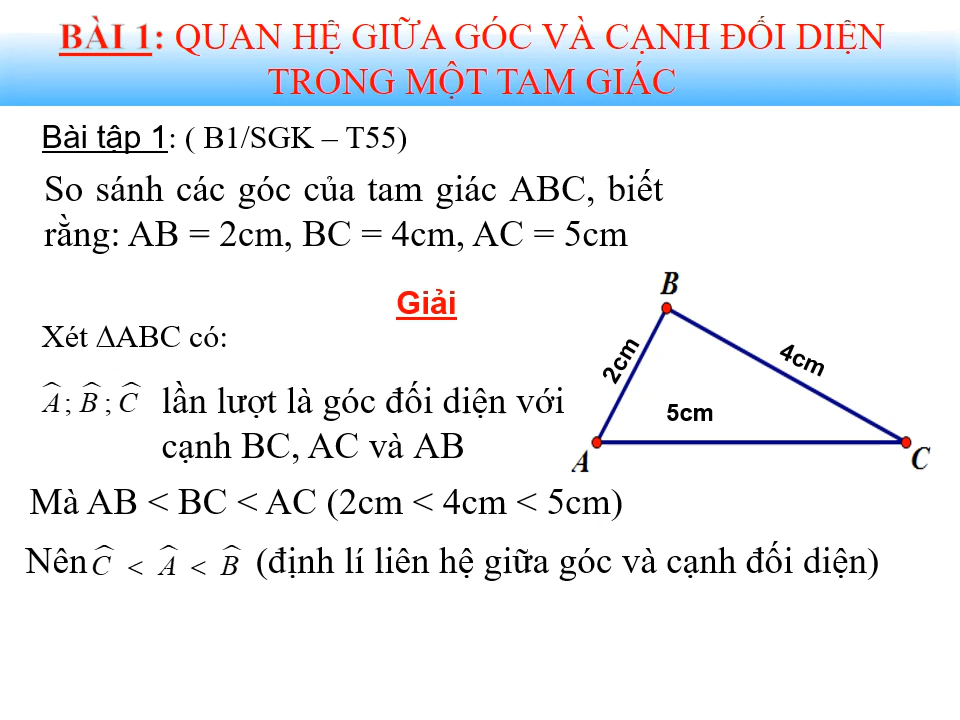 BÀI 1: QUAN HỆ GIỮA GÓC VÀ CẠNH ĐỐI DIỆN
TRONG MỘT TAM GIÁC
Bài tập 1: ( B1/SGK – T55)
So sánh các góc của tam giác ABC, biết
rằng: AB = 2cm, BC = 4cm, AC = 5cm
Giải
Xét ΔABC có:
Â; B̂; Ĉ lần lượt là góc đối diện với
cạnh BC, AC và AB
B
2cm
4cm
5cm
A
C
Mà AB < BC < AC (2cm < 4cm < 5cm)
Nên Ĉ < Â < B̂ (định lí liên hệ giữa góc và cạnh đối diện)